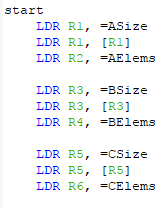 start
LDR R1, =ASize
LDR R1, [R1]
LDR R2, =AElems
LDR R3, =BSize
LDR R3, [R3]
LDR R4, =BElems
LDR R5, =CSize
LDR R5, [R5]
LDR R6, =CElems